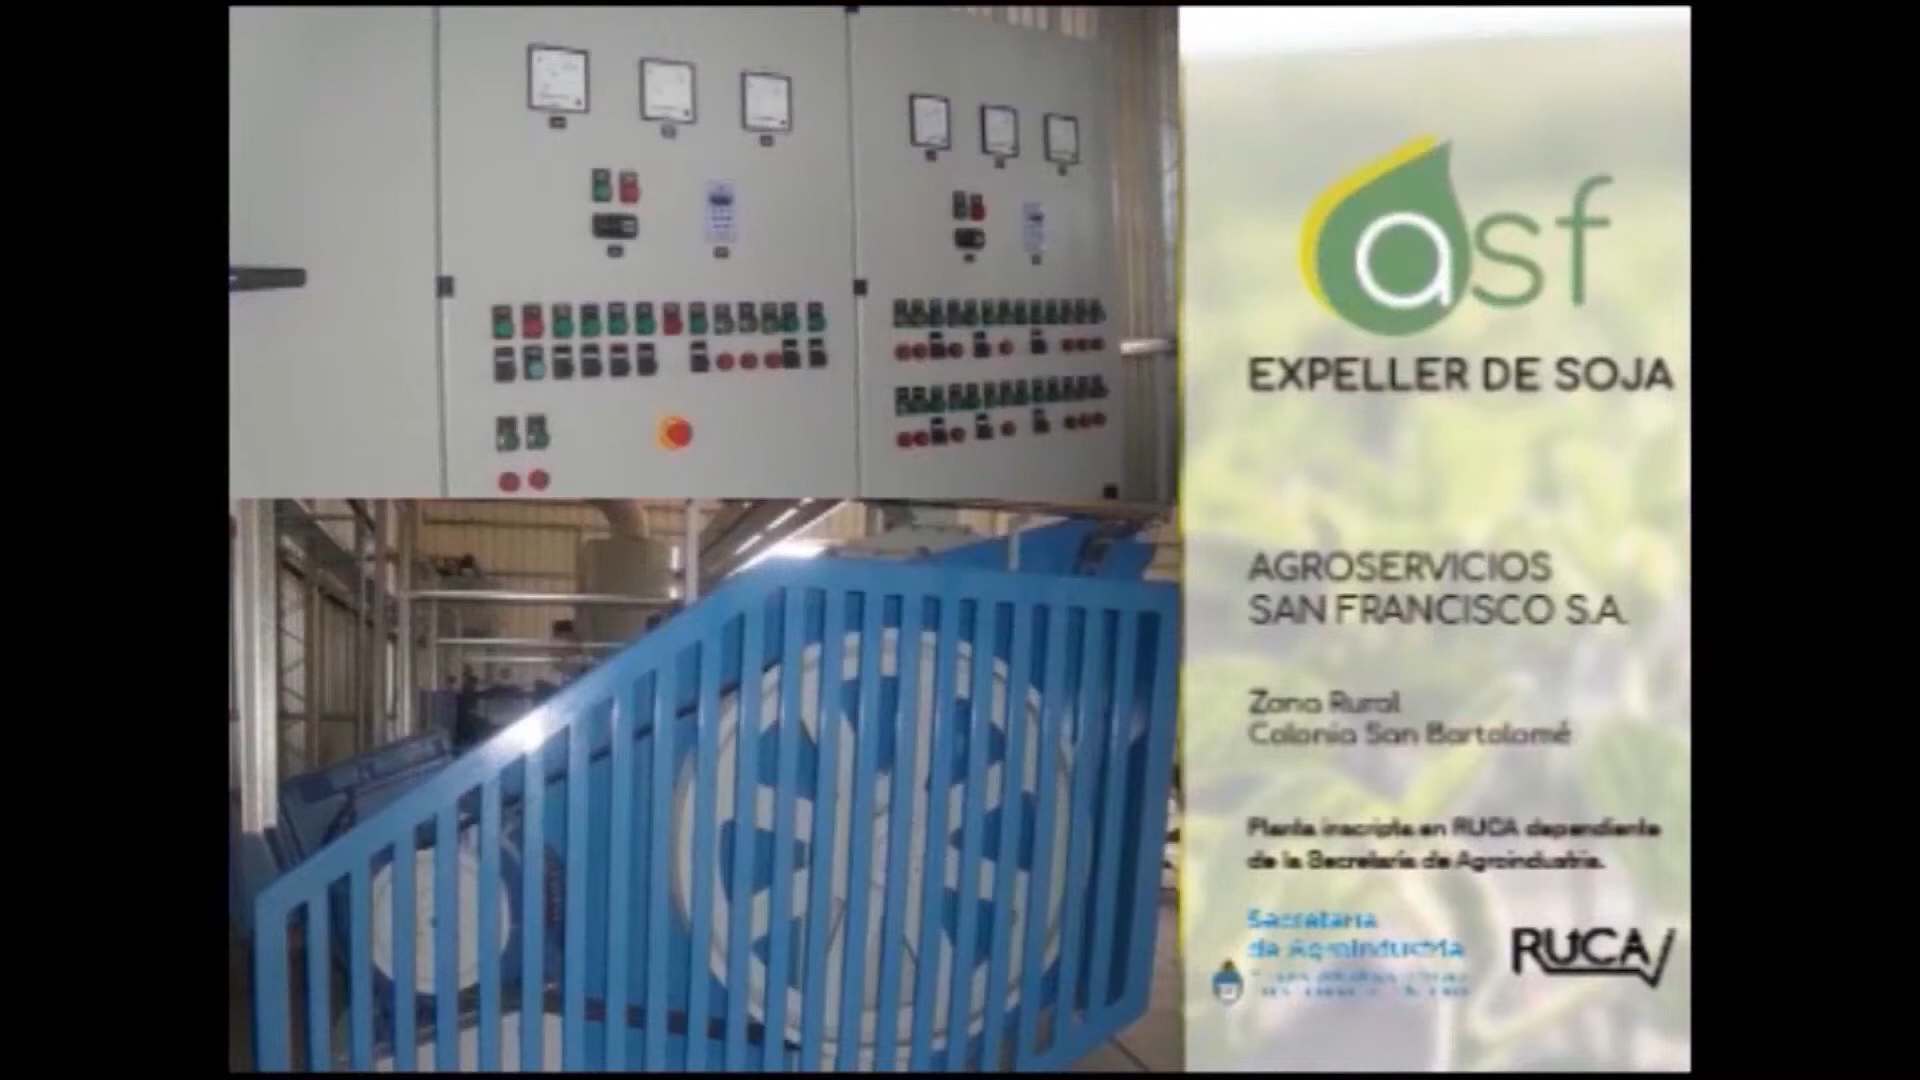 asf
EXPELLER DE SOJA
AGROSERVICIOS
SAN FRANCISCO S.A.
Zona Rural
Colonia San Bartolomé
Planta inscripta en RUCA dependiente
de la Secretaría de Agroindustria.
Secretaría
de Agroindustria
RUCA